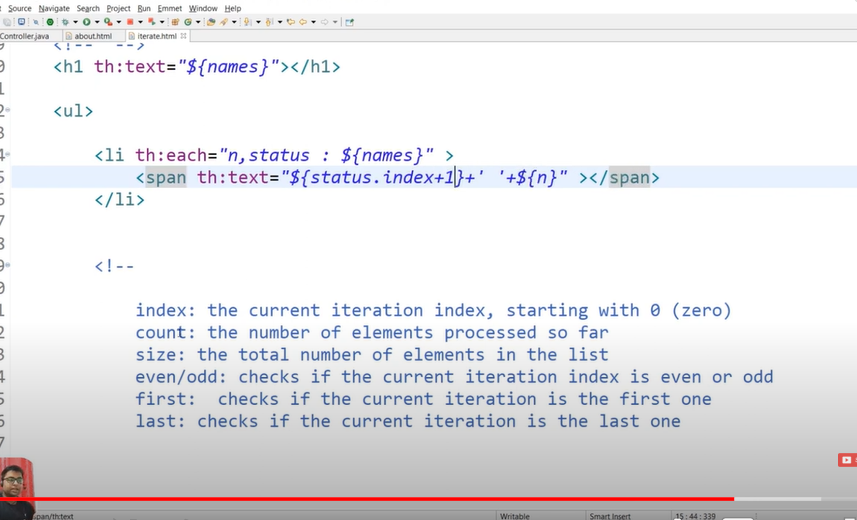 Source Navigate Search Project Run Emmet Window Help
Controller.java about.html iterate.html
<!-- -->
<h1 th:text="${names}"></h1>
<ul>
<li th:each="n,status : ${names}" >
<span th:text="${status.index+1}+' '+${n}" ></span>
</li>
<!--
index: the current iteration index, starting with 0 (zero)
count: the number of elements processed so far
size: the total number of elements in the list
even/odd: checks if the current iteration index is even or odd
first:  checks if the current iteration is the first one
last: checks if the current iteration is the last one
span/th:text Writable Smart Insert 15 : 44 : 339